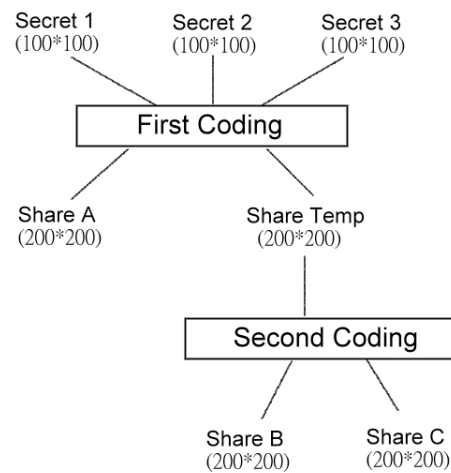 Secret 1 Secret 2 Secret 3
(100*100) (100*100) (100*100)
First Coding
Share A Share Temp
(200*200) (200*200)
Second Coding
Share B Share C
(200*200) (200*200)